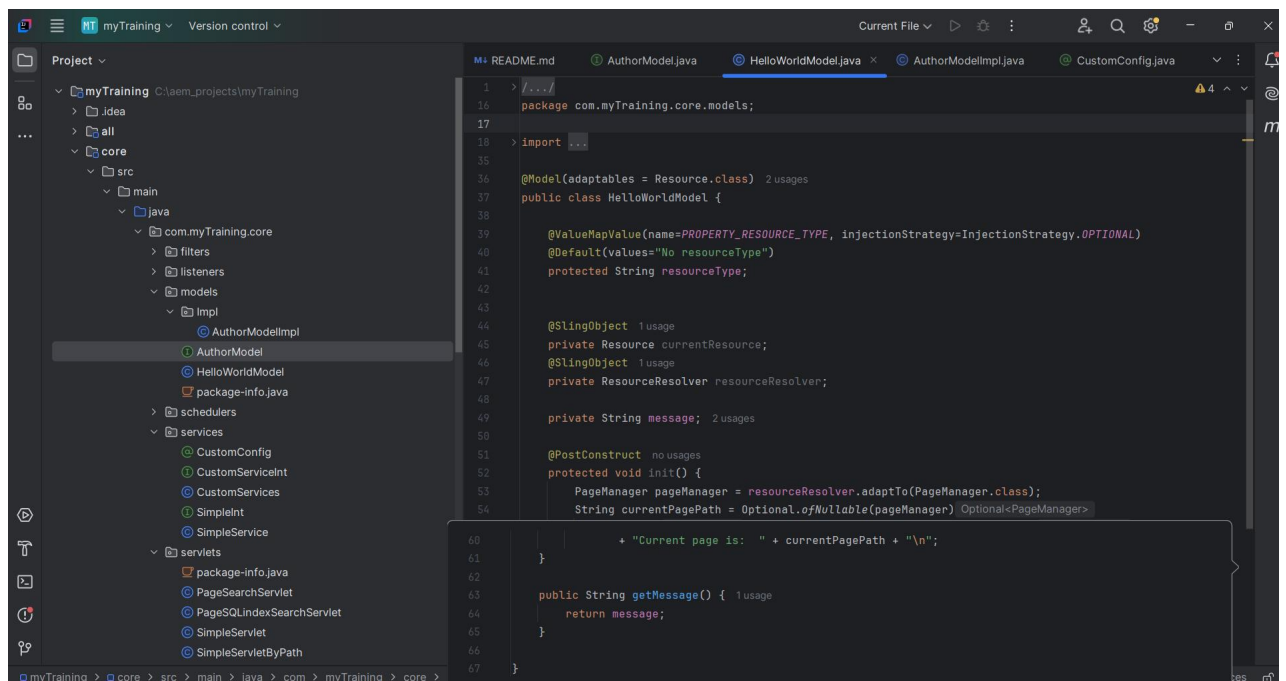 MT myTraining Version control Current File
Project
myTraining C:\aem_projects\myTraining
.idea
all
core
src
main
java
com.myTraining.core
filters
listeners
models
Impl
AuthorModelImpl
AuthorModel
HelloWorldModel
package-info.java
schedulers
services
CustomConfig
CustomServiceInt
CustomServices
SimpleInt
SimpleService
servlets
package-info.java
PageSearchServlet
PageSQLindexSearchServlet
SimpleServlet
SimpleServletByPath
M↓ README.md AuthorModel.java HelloWorldModel.java × AuthorModelImpl.java CustomConfig.java
4
1 /.../
16 package com.myTraining.core.models;
17
18 import ...
35
36 @Model(adaptables = Resource.class) 2 usages
37 public class HelloWorldModel {
38
39 @ValueMapValue(name=PROPERTY_RESOURCE_TYPE, injectionStrategy=InjectionStrategy.OPTIONAL)
40 @Default(values="No resourceType")
41 protected String resourceType;
42
43
44 @SlingObject 1 usage
45 private Resource currentResource;
46 @SlingObject 1 usage
47 private ResourceResolver resourceResolver;
48
49 private String message; 2 usages
50
51 @PostConstruct no usages
52 protected void init() {
53 PageManager pageManager = resourceResolver.adaptTo(PageManager.class);
54 String currentPagePath = Optional.ofNullable(pageManager) Optional<PageManager>
60 + "Current page is:  " + currentPagePath + "\n";
61 }
62
63 public String getMessage() { 1 usage
64 return message;
65 }
66
67 }
myTraining > core > src > main > java > com > myTraining > core >